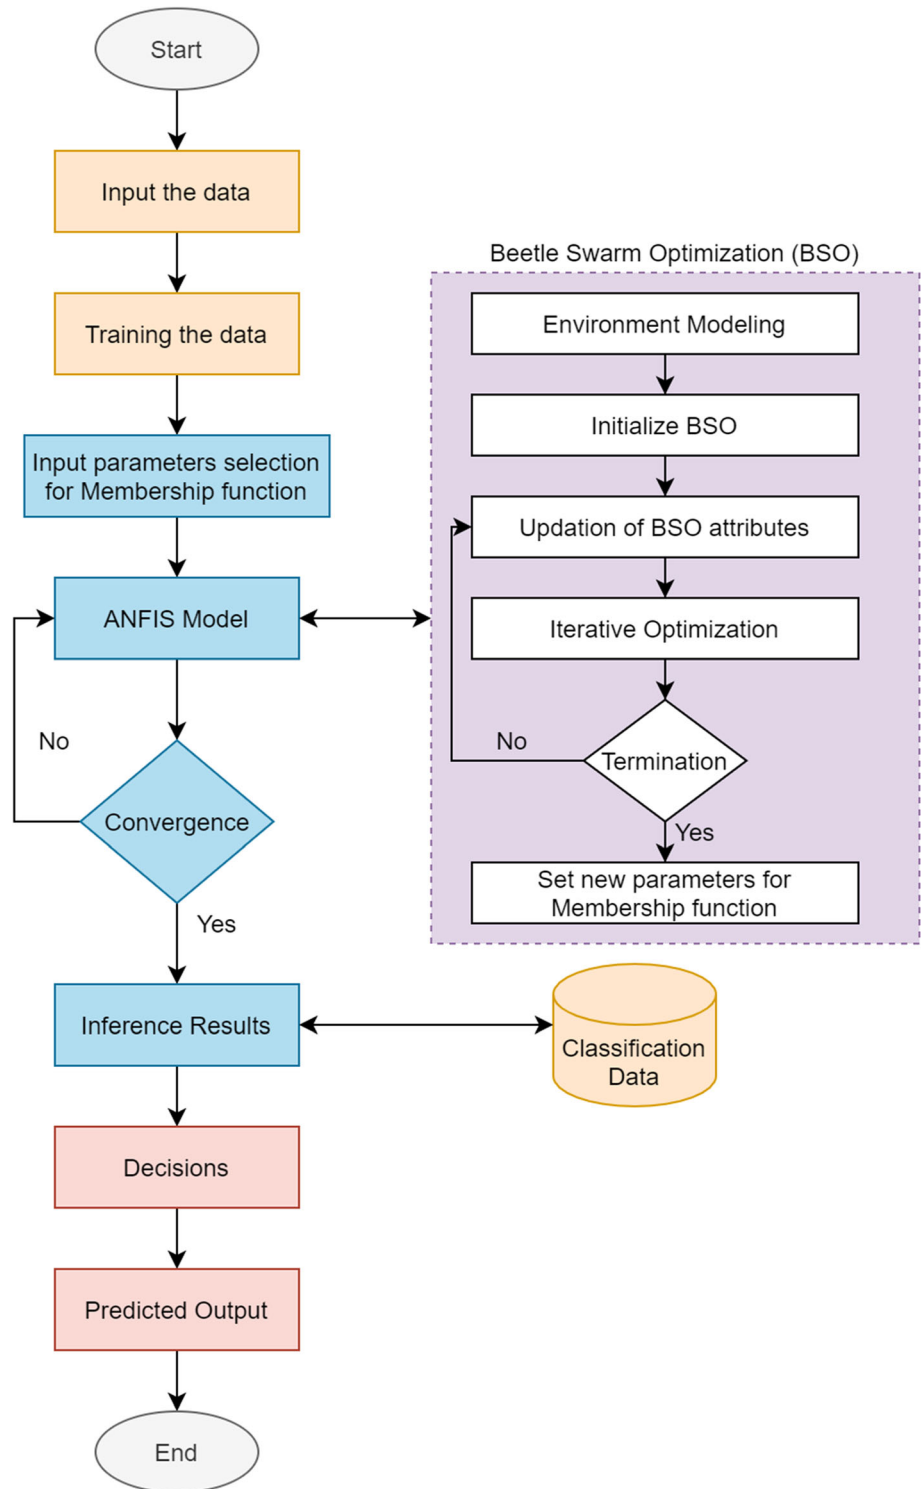 Start
Input the data
Training the data
Input parameters selection
for Membership function
ANFIS Model
No
Convergence
Yes
Inference Results
Decisions
Predicted Output
End
Beetle Swarm Optimization (BSO)
Environment Modeling
Initialize BSO
Updation of BSO attributes
Iterative Optimization
No
Termination
Yes
Set new parameters for
Membership function
Classification
Data